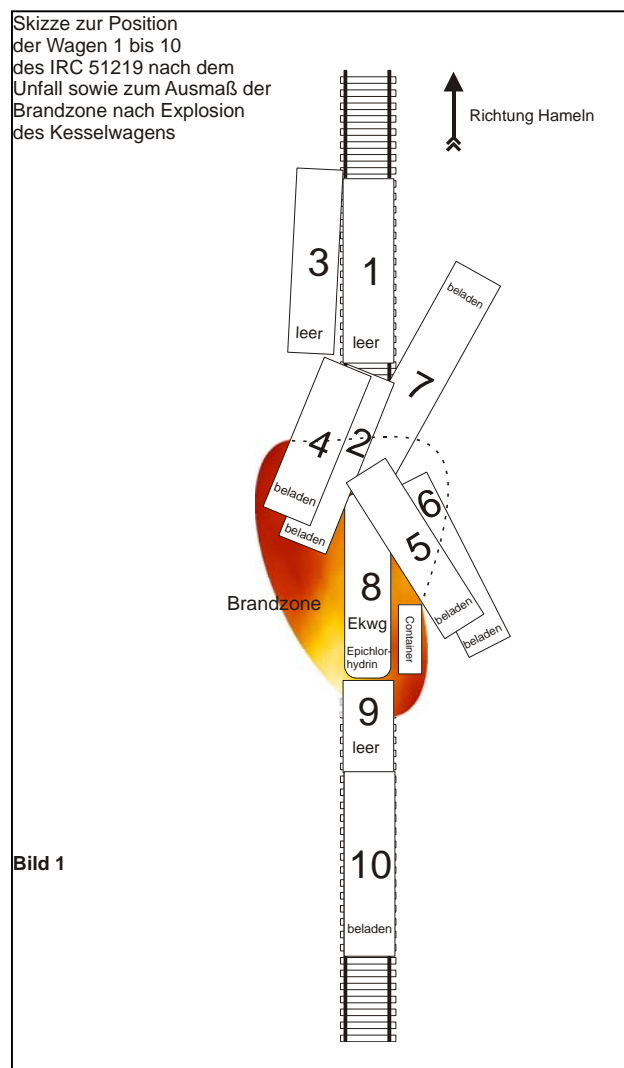 Skizze zur Position
der Wagen 1 bis 10
des IRC 51219 nach dem
Unfall sowie zum Ausmaß der
Brandzone nach Explosion
des Kesselwagens
Richtung Hameln
3
leer
1
leer
beladen
7
4
beladen
2
beladen
6
beladen
5
beladen
Brandzone
8
Ekwg
Epichlor-
hydrin
Container
9
leer
Bild 1
10
beladen